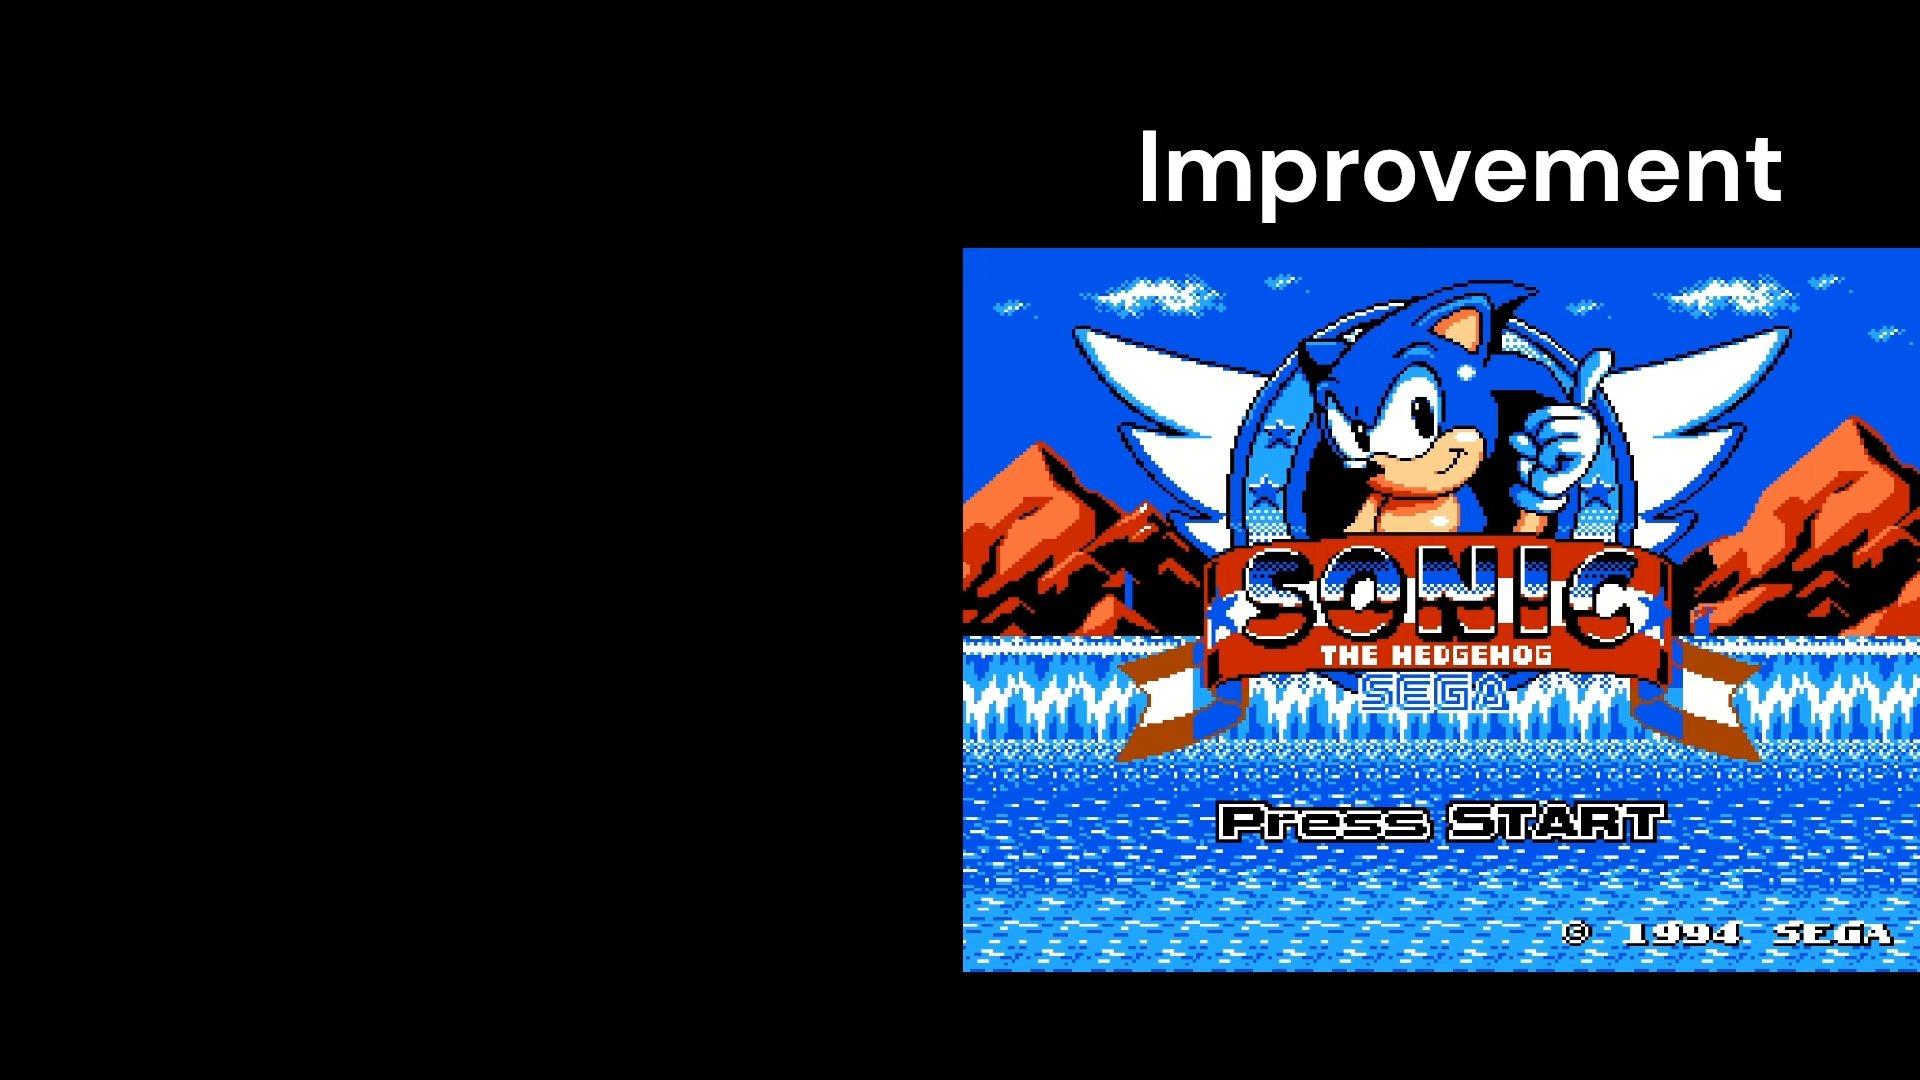 Improvement
SONIC
THE HEDGEHOG
SEGA
Press START
© 1994 SEGA